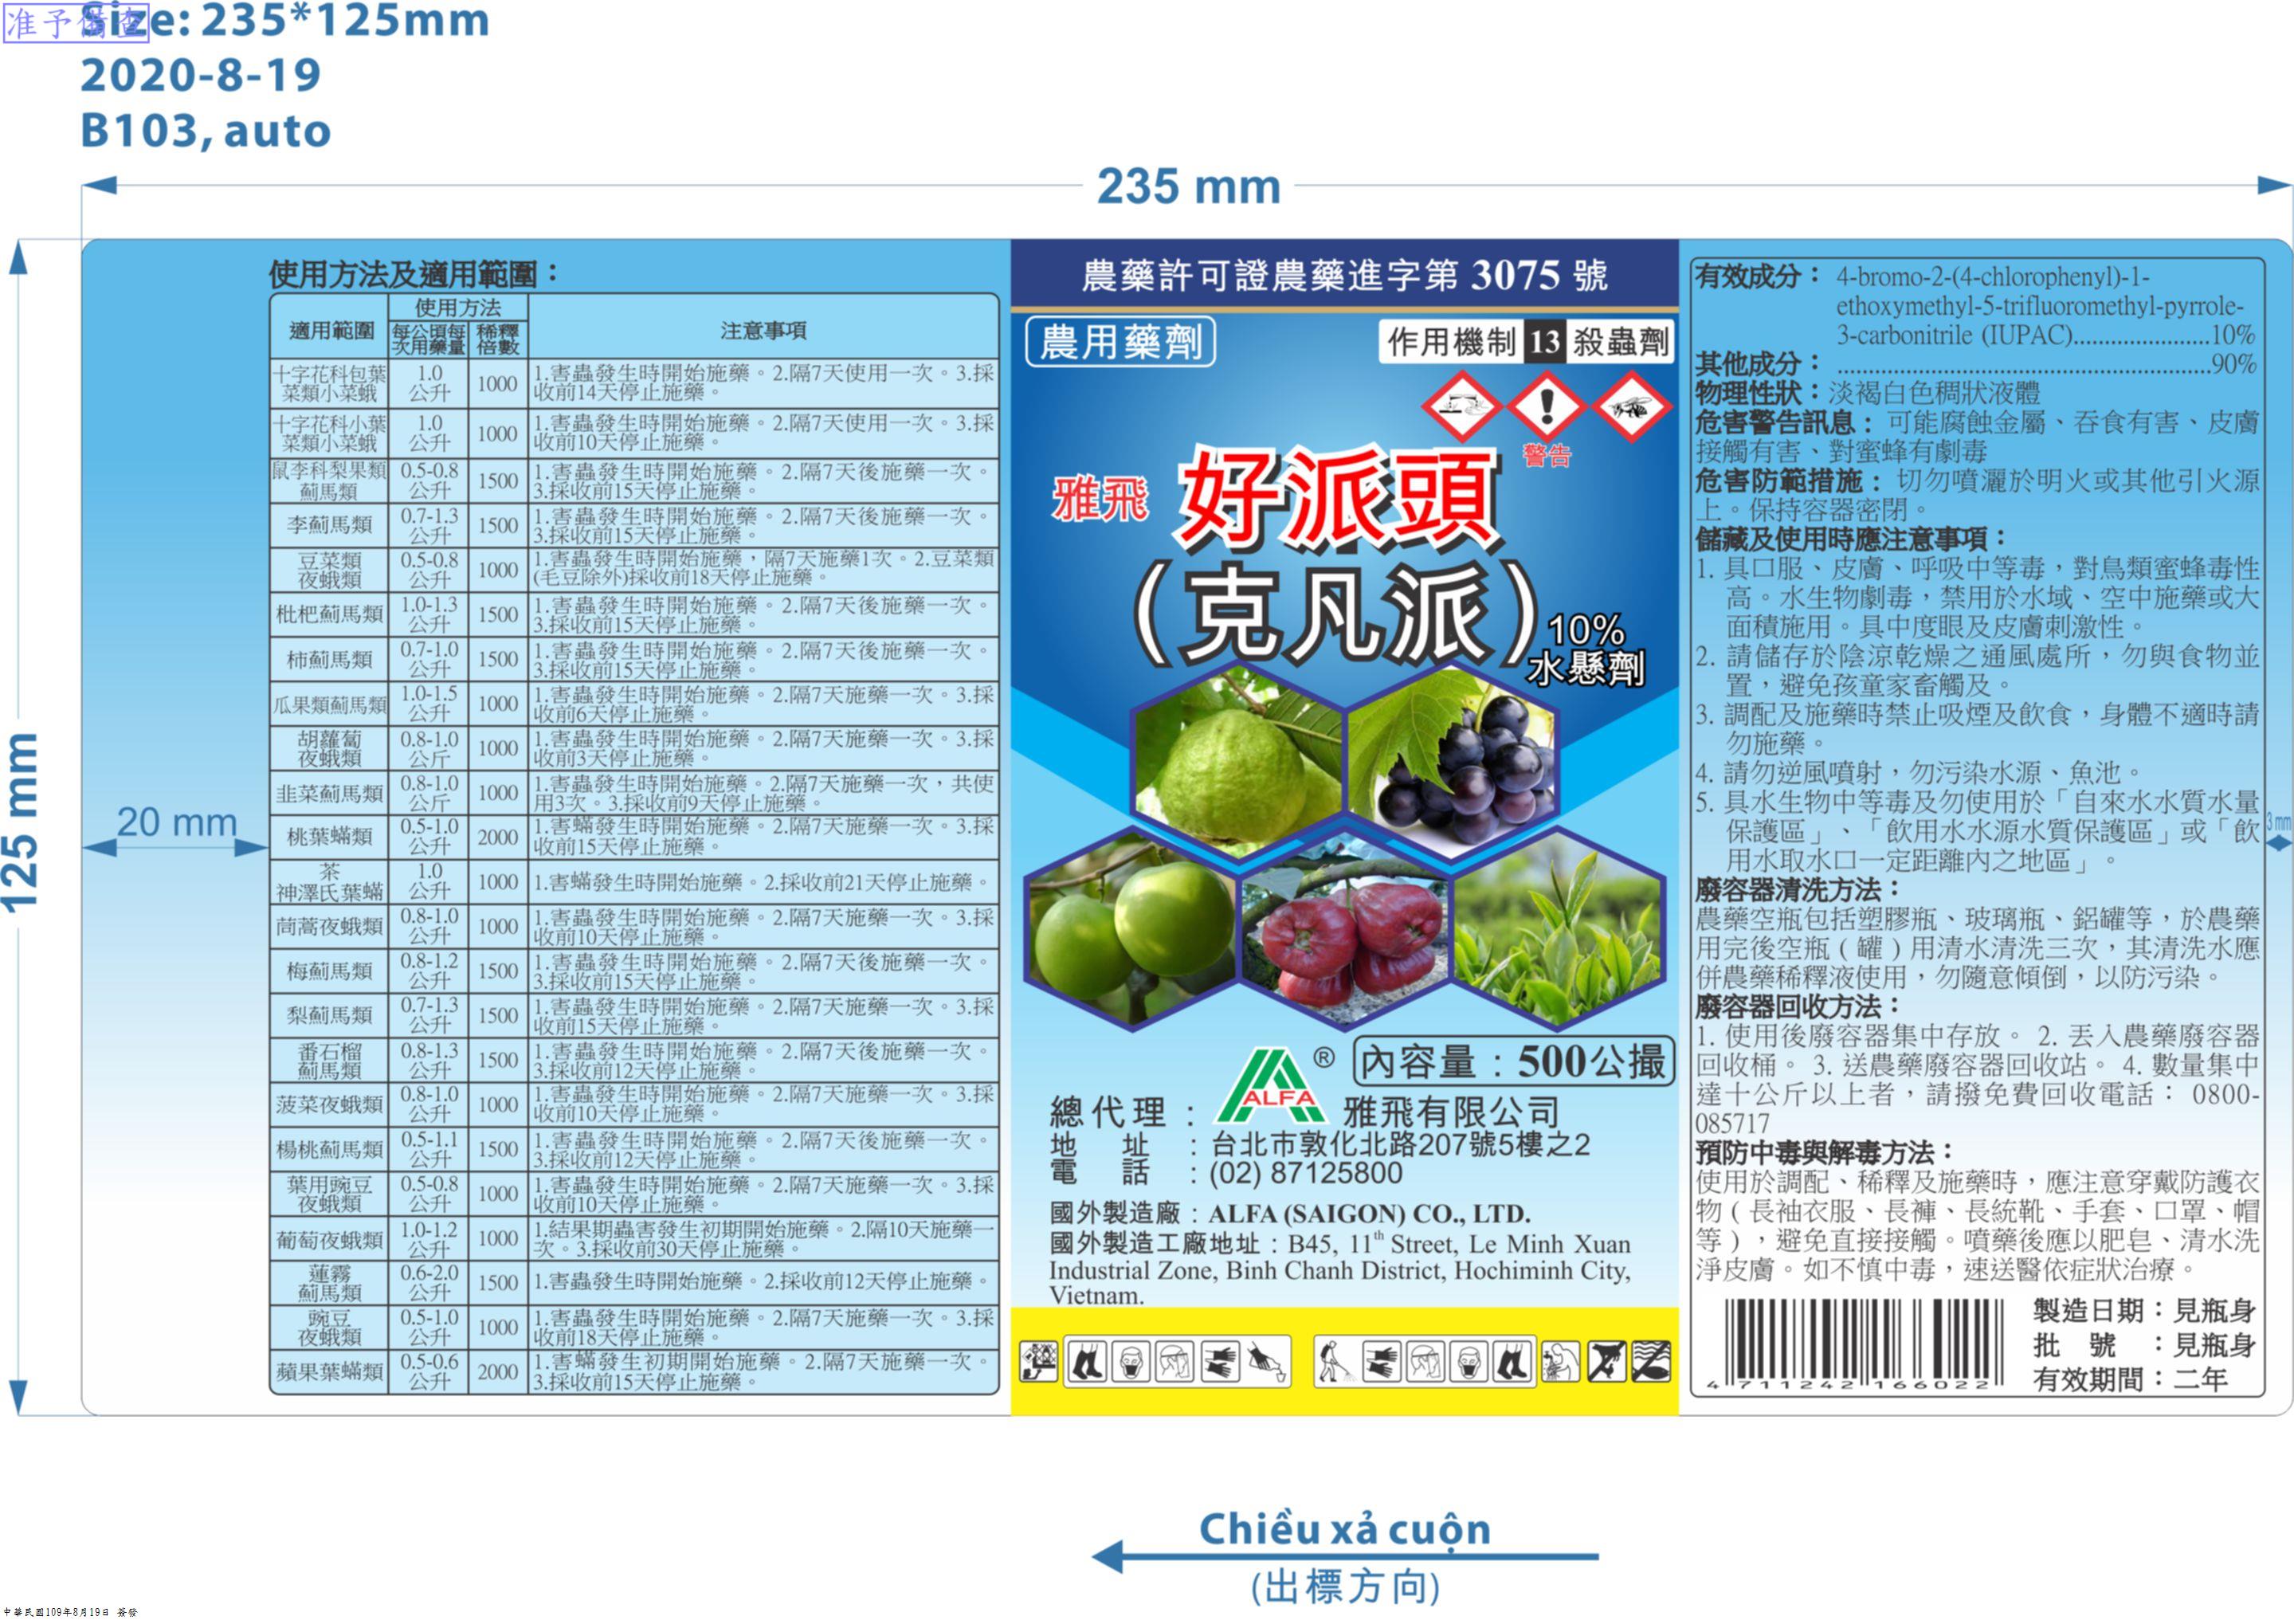 准予備查
Size: 235*125mm
2020-8-19
B103, auto
235 mm
125 mm
20 mm
3 mm
使用方法及適用範圍：
適用範圍 使用方法 注意事項
每公頃每次用藥量 稀釋倍數
十字花科包葉菜類小菜蛾 1.0公升 1000 1.害蟲發生時開始施藥。2.隔7天使用一次。3.採收前14天停止施藥。
十字花科小葉菜類小菜蛾 1.0公升 1000 1.害蟲發生時開始施藥。2.隔7天使用一次。3.採收前10天停止施藥。
鼠李科梨果類薊馬類 0.5-0.8公升 1500 1.害蟲發生時開始施藥。2.隔7天後施藥一次。3.採收前15天停止施藥。
李薊馬類 0.7-1.3公升 1500 1.害蟲發生時開始施藥。2.隔7天後施藥一次。3.採收前15天停止施藥。
豆菜類夜蛾類 0.5-0.8公升 1000 1.害蟲發生時開始施藥，隔7天施藥1次。2.豆菜類(毛豆除外)採收前18天停止施藥。
枇杷薊馬類 1.0-1.3公升 1500 1.害蟲發生時開始施藥。2.隔7天後施藥一次。3.採收前15天停止施藥。
柿薊馬類 0.7-1.0公升 1500 1.害蟲發生時開始施藥。2.隔7天後施藥一次。3.採收前15天停止施藥。
瓜果類薊馬類 1.0-1.5公升 1000 1.害蟲發生時開始施藥。2.隔7天施藥一次。3.採收前6天停止施藥。
胡蘿蔔夜蛾類 0.8-1.0公斤 1000 1.害蟲發生時開始施藥。2.隔7天施藥一次。3.採收前3天停止施藥。
韭菜薊馬類 0.8-1.0公斤 1000 1.害蟲發生時開始施藥。2.隔7天施藥一次，共使用3次。3.採收前9天停止施藥。
桃葉蟎類 0.5-1.0公升 2000 1.害蟎發生時開始施藥。2.隔7天施藥一次。3.採收前15天停止施藥。
茶神澤氏葉蟎 1.0公升 1000 1.害蟎發生時開始施藥。2.採收前21天停止施藥。
茼蒿夜蛾類 0.8-1.0公升 1000 1.害蟲發生時開始施藥。2.隔7天施藥一次。3.採收前10天停止施藥。
梅薊馬類 0.8-1.2公升 1500 1.害蟲發生時開始施藥。2.隔7天後施藥一次。3.採收前15天停止施藥。
梨薊馬類 0.7-1.3公升 1500 1.害蟲發生時開始施藥。2.隔7天施藥一次。3.採收前15天停止施藥。
番石榴薊馬類 0.8-1.3公升 1500 1.害蟲發生時開始施藥。2.隔7天後施藥一次。3.採收前12天停止施藥。
菠菜夜蛾類 0.8-1.0公升 1000 1.害蟲發生時開始施藥。2.隔7天施藥一次。3.採收前10天停止施藥。
楊桃薊馬類 0.5-1.1公升 1500 1.害蟲發生時開始施藥。2.隔7天後施藥一次。3.採收前12天停止施藥。
葉用豌豆夜蛾類 0.5-0.8公升 1000 1.害蟲發生時開始施藥。2.隔7天施藥一次。3.採收前10天停止施藥。
葡萄夜蛾類 1.0-1.2公升 1000 1.結果期蟲害發生初期開始施藥。2.隔10天施藥一次。3.採收前30天停止施藥。
蓮霧薊馬類 0.6-2.0公升 1500 1.害蟲發生時開始施藥。2.採收前12天停止施藥。
豌豆夜蛾類 0.5-1.0公升 1000 1.害蟲發生時開始施藥。2.隔7天施藥一次。3.採收前18天停止施藥。
蘋果葉蟎類 0.5-0.6公升 2000 1.害蟎發生初期開始施藥。2.隔7天施藥一次。3.採收前15天停止施藥。
農藥許可證農藥進字第 3075 號
農用藥劑
作用機制 13 殺蟲劑
警告
雅飛 好派頭
（克凡派）
10%
水懸劑
內容量：500公撮
總代理： ALFA ® 雅飛有限公司
地址：台北市敦化北路207號5樓之2
電話：(02) 87125800
國外製造廠：ALFA (SAIGON) CO., LTD.
國外製造工廠地址：B45, 11th Street, Le Minh Xuan
Industrial Zone, Binh Chanh District, Hochiminh City,
Vietnam.
有效成分： 4-bromo-2-(4-chlorophenyl)-1-
ethoxymethyl-5-trifluoromethyl-pyrrole-
3-carbonitrile (IUPAC)......................10%
其他成分：............................................................90%
物理性狀：淡褐白色稠狀液體
危害警告訊息：可能腐蝕金屬、吞食有害、皮膚
接觸有害、對蜜蜂有劇毒
危害防範措施：切勿噴灑於明火或其他引火源
上。保持容器密閉。
儲藏及使用時應注意事項：
1. 具口服、皮膚、呼吸中等毒，對鳥類蜜蜂毒性
高。水生物劇毒，禁用於水域、空中施藥或大
面積施用。具中度眼及皮膚刺激性。
2. 請儲存於陰涼乾燥之通風處所，勿與食物並
置，避免孩童家畜觸及。
3. 調配及施藥時禁止吸煙及飲食，身體不適時請
勿施藥。
4. 請勿逆風噴射，勿污染水源、魚池。
5. 具水生物中等毒及勿使用於「自來水水質水量
保護區」、「飲用水水源水質保護區」或「飲
用水取水口一定距離內之地區」。
廢容器清洗方法：
農藥空瓶包括塑膠瓶、玻璃瓶、鋁罐等，於農藥
用完後空瓶（罐）用清水清洗三次，其清洗水應
併農藥稀釋液使用，勿隨意傾倒，以防污染。
廢容器回收方法：
1. 使用後廢容器集中存放。 2. 丟入農藥廢容器
回收桶。 3. 送農藥廢容器回收站。 4. 數量集中
達十公斤以上者，請撥免費回收電話： 0800-
085717
預防中毒與解毒方法：
使用於調配、稀釋及施藥時，應注意穿戴防護衣
物（長袖衣服、長褲、長統靴、手套、口罩、帽
等），避免直接接觸。噴藥後應以肥皂、清水洗
淨皮膚。如不慎中毒，速送醫依症狀治療。
4711242166022
製造日期：見瓶身
批號：見瓶身
有效期間：二年
Chiều xả cuộn
(出標方向)
中華民國109年8月19日 簽發